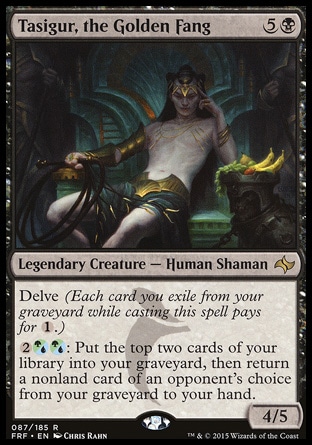 Tasigur, the Golden Fang 5
Legendary Creature — Human Shaman
Delve (Each card you exile from your
graveyard while casting this spell pays
for 1.)
2: Put the top two cards of your
library into your graveyard, then return
a nonland card of an opponent's choice
from your graveyard to your hand.
4/5
087/185 R
FRF • EN Chris Rahn
™ & © 2015 Wizards of the Coast